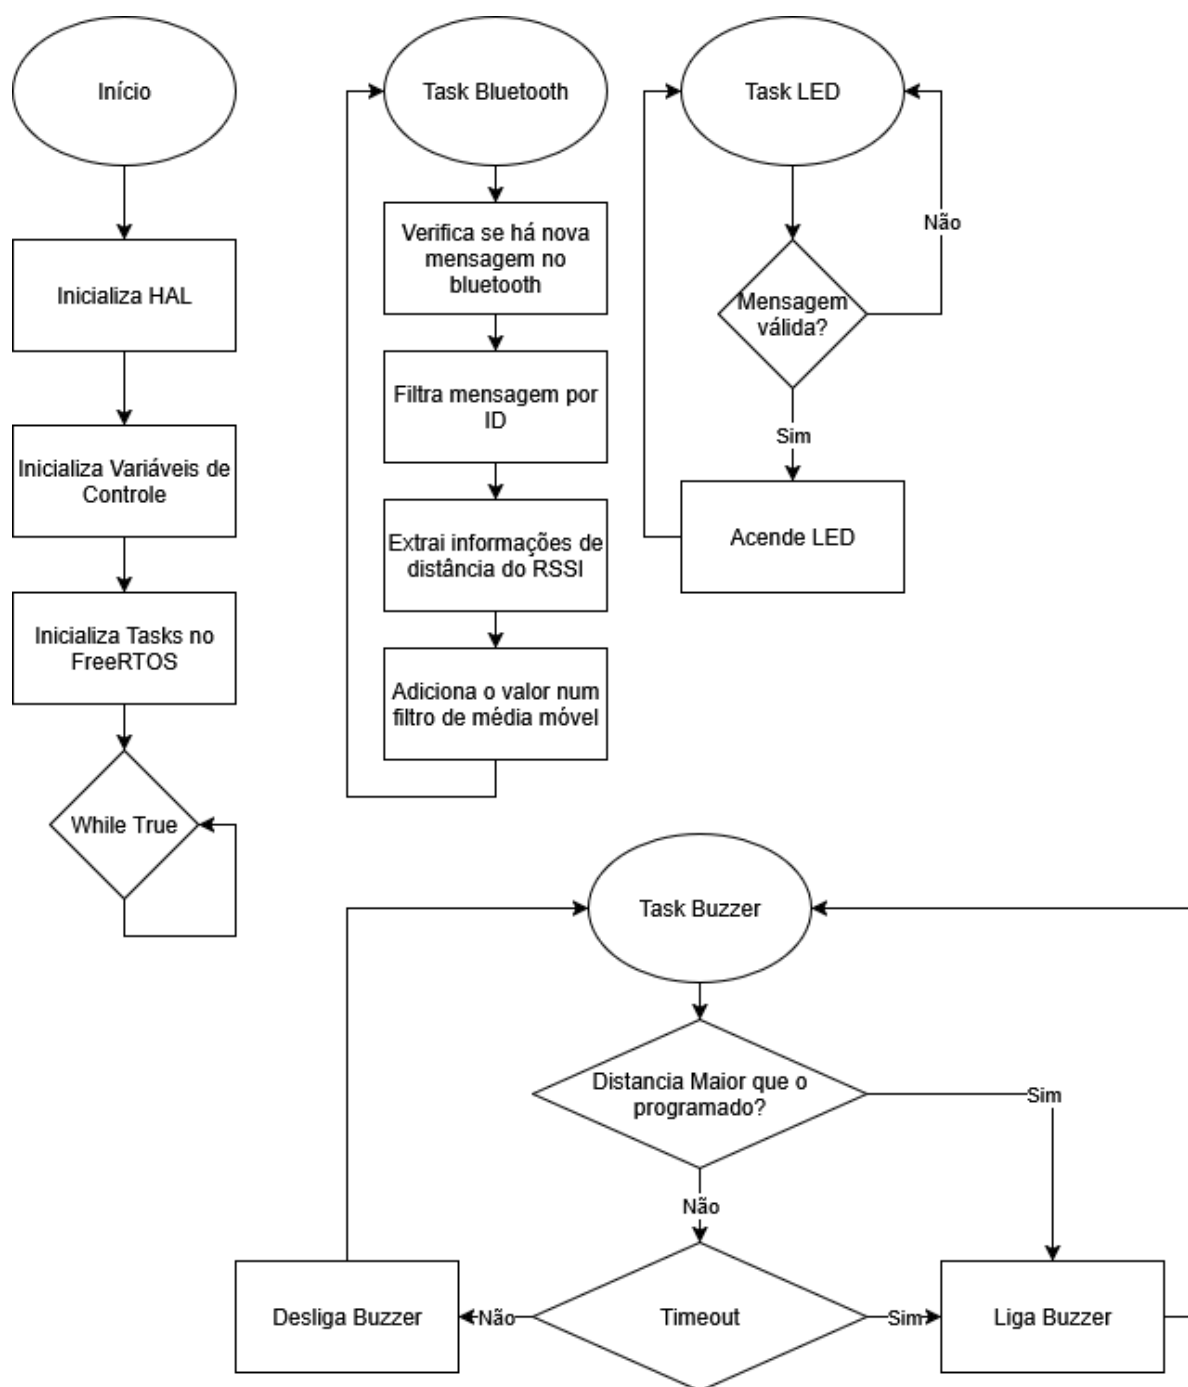 Início
Inicializa HAL
Inicializa Variáveis de
Controle
Inicializa Tasks no
FreeRTOS
While True
Task Bluetooth
Verifica se há nova
mensagem no
bluetooth
Filtra mensagem por
ID
Extrai informações de
distância do RSSI
Adiciona o valor num
filtro de média móvel
Task LED
Não
Mensagem
válida?
Sim
Acende LED
Task Buzzer
Distancia Maior que o
programado?
Sim
Não
Desliga Buzzer
Não
Timeout
Sim
Liga Buzzer